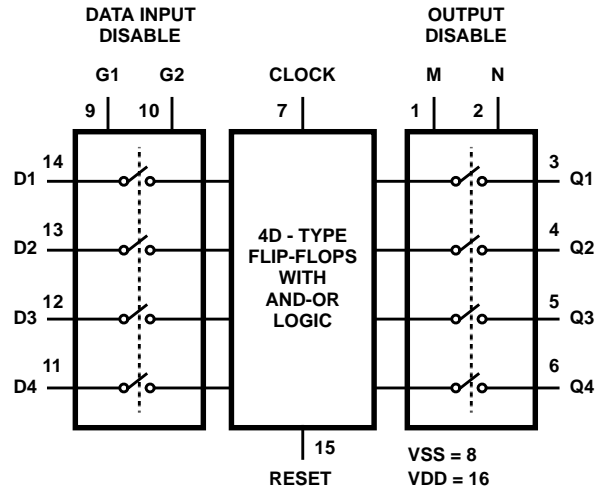 DATA INPUT
DISABLE
OUTPUT
DISABLE
G1 G2 CLOCK M N
9 10 7 1 2
D1 14 3 Q1
D2 13 4 Q2
D3 12 5 Q3
D4 11 6 Q4
4D - TYPE
FLIP-FLOPS
WITH
AND-OR
LOGIC
15
RESET
VSS = 8
VDD = 16